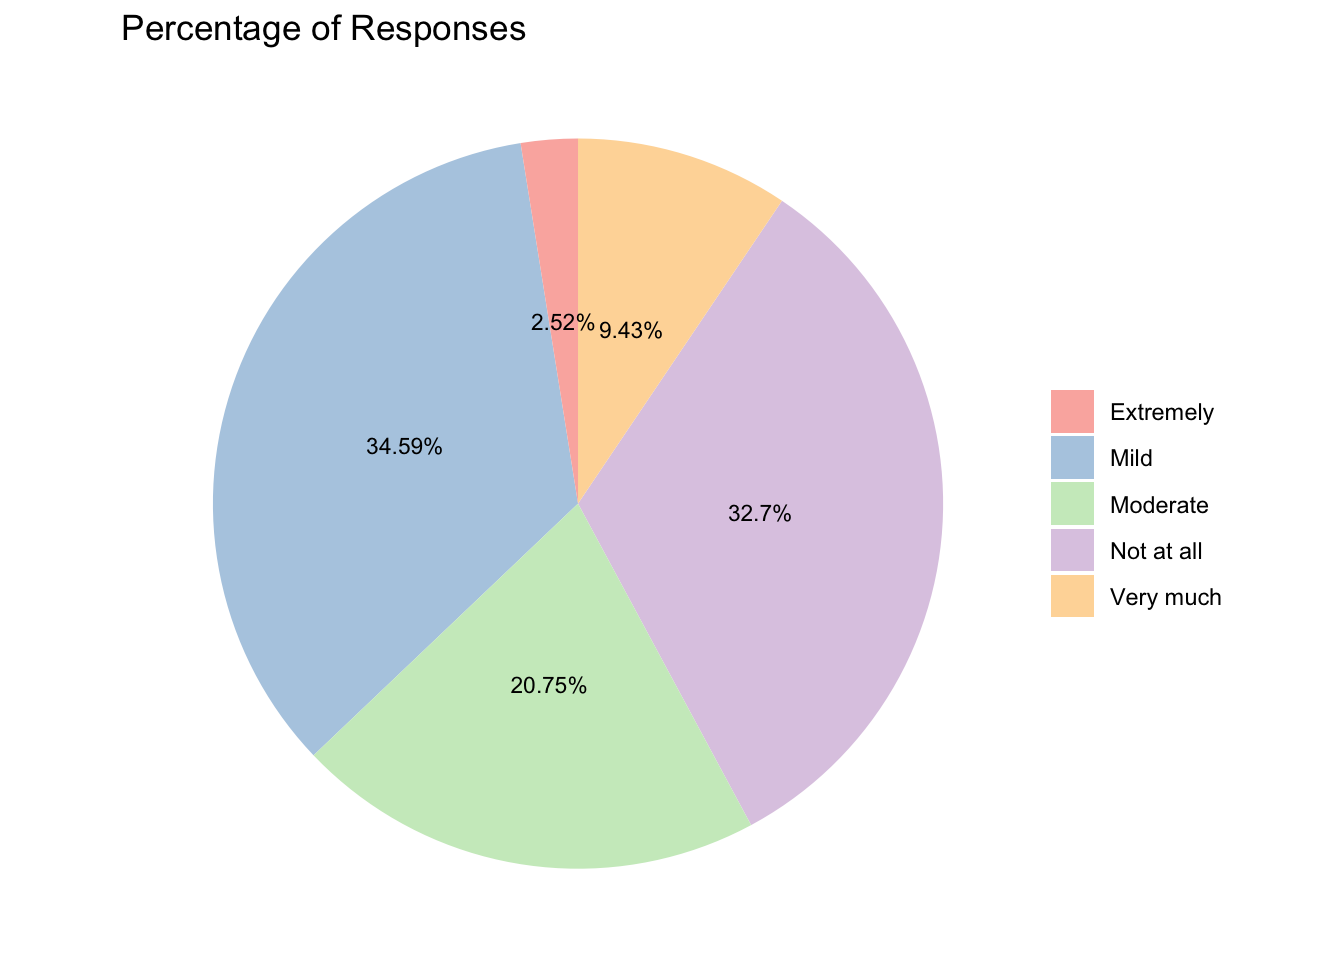 Percentage of Responses
2.52%
9.43%
34.59%
32.7%
20.75%
Extremely
Mild
Moderate
Not at all
Very much